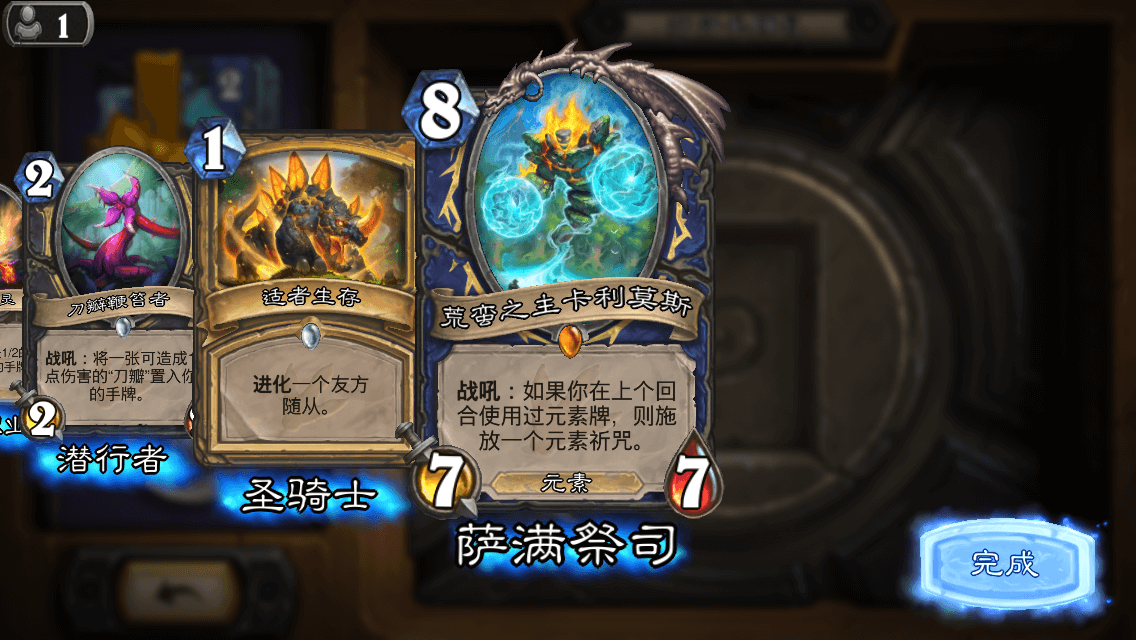 1
2
刀瓣鞭笞者
战吼：将一张可造成1
点伤害的“刀瓣”置入你
的手牌。
2
潜行者
1
适者生存
进化一个友方
随从。
圣骑士
8
荒蛮之主卡利莫斯
战吼：如果你在上个回
合使用过元素牌，则施
放一个元素祈咒。
元素
7
7
萨满祭司
完成